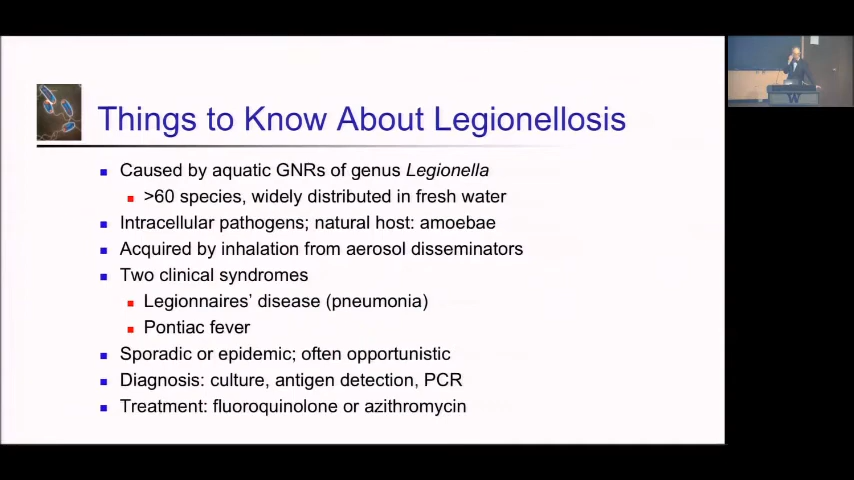 Things to Know About Legionellosis
Caused by aquatic GNRs of genus Legionella
>60 species, widely distributed in fresh water
Intracellular pathogens; natural host: amoebae
Acquired by inhalation from aerosol disseminators
Two clinical syndromes
Legionnaires' disease (pneumonia)
Pontiac fever
Sporadic or epidemic; often opportunistic
Diagnosis: culture, antigen detection, PCR
Treatment: fluoroquinolone or azithromycin
W